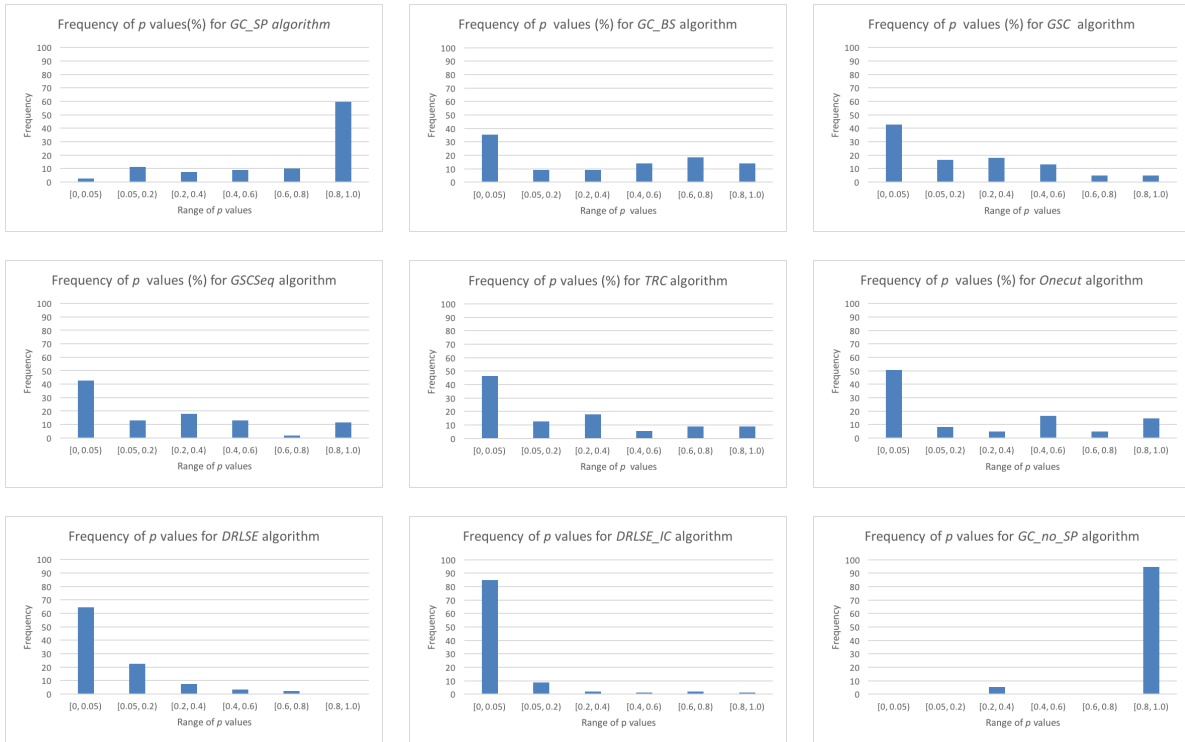 Frequency of p values(%) for GC_SP algorithm
100
90
80
70
60
50
40
30
20
10
0
Frequency
[0, 0.05) [0.05, 0.2) [0.2, 0.4) [0.4, 0.6) [0.6, 0.8) [0.8, 1.0)
Range of p values
Frequency of p values (%) for GC_BS algorithm
100
90
80
70
60
50
40
30
20
10
0
Frequency
[0, 0.05) [0.05, 0.2) [0.2, 0.4) [0.4, 0.6) [0.6, 0.8) [0.8, 1.0)
Range of p values
Frequency of p values (%) for GSC algorithm
100
90
80
70
60
50
40
30
20
10
0
Frequency
[0, 0.05) [0.05, 0.2) [0.2, 0.4) [0.4, 0.6) [0.6, 0.8) [0.8, 1.0)
Range of p values
Frequency of p values (%) for GSCSeq algorithm
100
90
80
70
60
50
40
30
20
10
0
Frequency
[0, 0.05) [0.05, 0.2) [0.2, 0.4) [0.4, 0.6) [0.6, 0.8) [0.8, 1.0)
Range of p values
Frequency of p values (%) for TRC algorithm
100
90
80
70
60
50
40
30
20
10
0
Frequency
[0, 0.05) [0.05, 0.2) [0.2, 0.4) [0.4, 0.6) [0.6, 0.8) [0.8, 1.0)
Range of p values
Frequency of p values (%) for Onecut algorithm
100
90
80
70
60
50
40
30
20
10
0
Frequency
[0, 0.05) [0.05, 0.2) [0.2, 0.4) [0.4, 0.6) [0.6, 0.8) [0.8, 1.0)
Range of p values
Frequency of p values for DRLSE algorithm
100
90
80
70
60
50
40
30
20
10
0
Frequency
[0, 0.05) [0.05, 0.2) [0.2, 0.4) [0.4, 0.6) [0.6, 0.8) [0.8, 1.0)
Range of p values
Frequency of p values for DRLSE_IC algorithm
100
90
80
70
60
50
40
30
20
10
0
Frequency
[0, 0.05) [0.05, 0.2) [0.2, 0.4) [0.4, 0.6) [0.6, 0.8) [0.8, 1.0)
Range of p values
Frequency of p values for GC_no_SP algorithm
100
90
80
70
60
50
40
30
20
10
0
Frequency
[0, 0.05) [0.05, 0.2) [0.2, 0.4) [0.4, 0.6) [0.6, 0.8) [0.8, 1.0)
Range of p values